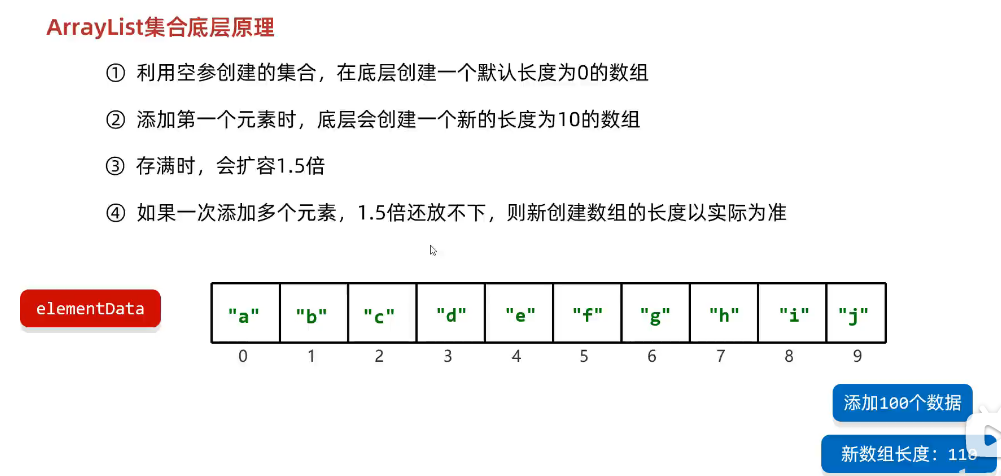 ArrayList集合底层原理
① 利用空参创建的集合，在底层创建一个默认长度为0的数组
② 添加第一个元素时，底层会创建一个新的长度为10的数组
③ 存满时，会扩容1.5倍
④ 如果一次添加多个元素，1.5倍还放不下，则新创建数组的长度以实际为准
elementData
"a" "b" "c" "d" "e" "f" "g" "h" "i" "j"
0 1 2 3 4 5 6 7 8 9
添加100个数据
新数组长度：110